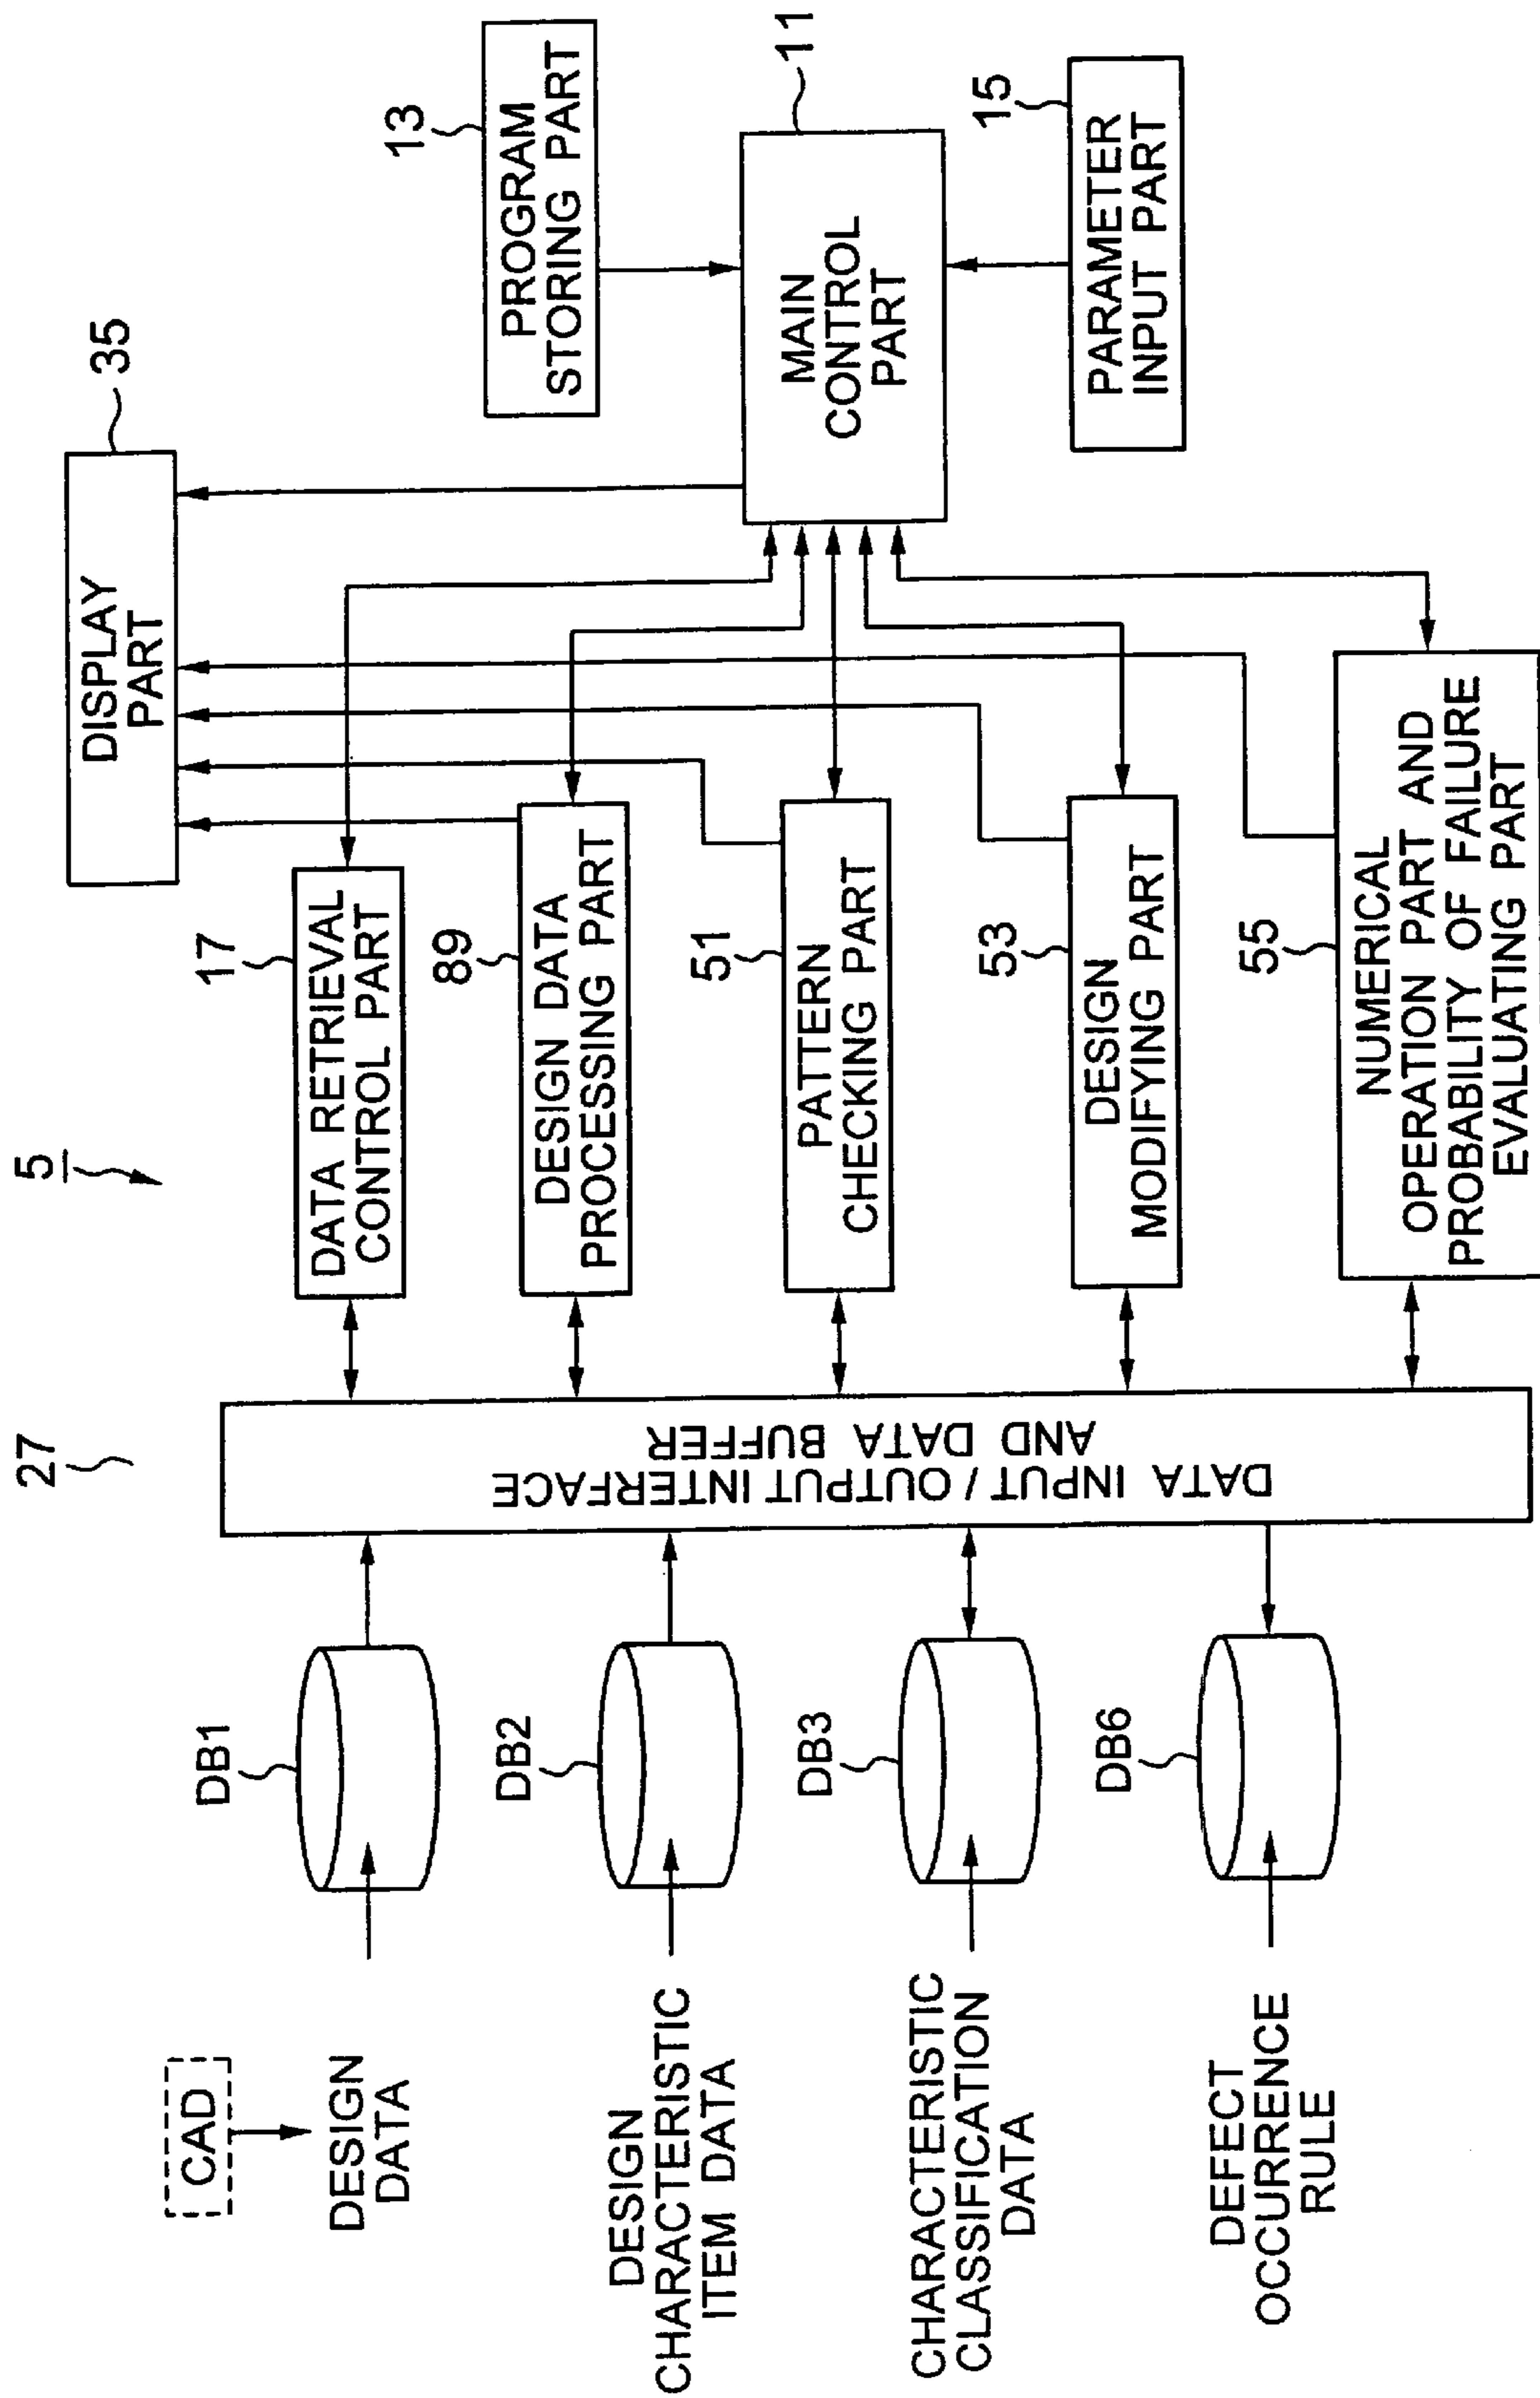 5
27
35
DISPLAY
PART
CAD
DESIGN
DATA
DB1
17
DATA RETRIEVAL
CONTROL PART
13
PROGRAM
STORING PART
DESIGN
CHARACTERISTIC
ITEM DATA
DB2
89
DESIGN DATA
PROCESSING PART
DATA INPUT / OUTPUT INTERFACE
AND DATA BUFFER
51
PATTERN
CHECKING PART
11
MAIN
CONTROL
PART
CHARACTERISTIC
CLASSIFICATION
DATA
DB3
53
DESIGN
MODIFYING PART
15
PARAMETER
INPUT PART
DEFECT
OCCURRENCE
RULE
DB6
55
NUMERICAL
OPERATION PART AND
PROBABILITY OF FAILURE
EVALUATING PART